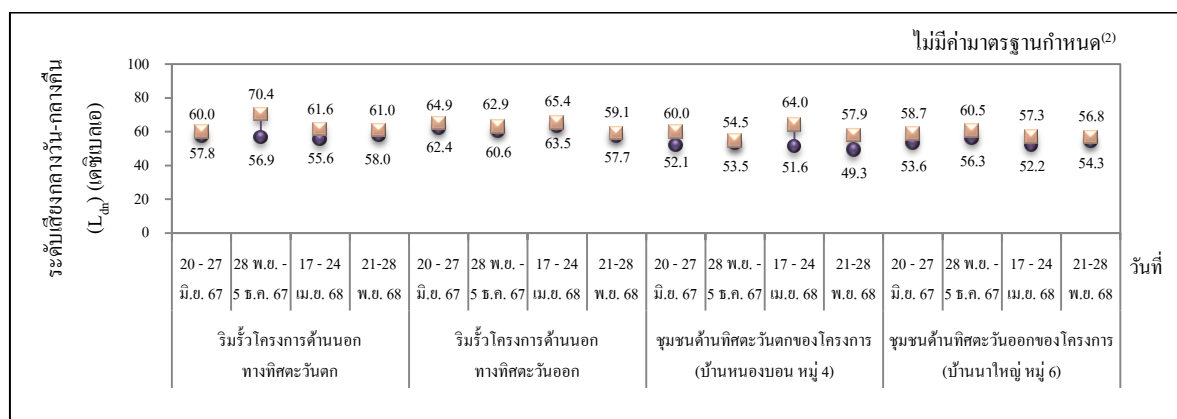 ไม่มีค่ามาตรฐานกำหนด(2)
ระดับเสียงกลางวัน-กลางคืน
(Ldn) (เดซิเบลเอ)
100
80
60
40
20
0
60.0 70.4 61.6 61.0 64.9 62.9 65.4 59.1 60.0 54.5 64.0 57.9 58.7 60.5 57.3 56.8
57.8 56.9 55.6 58.0 62.4 60.6 63.5 57.7 52.1 53.5 51.6 49.3 53.6 56.3 52.2 54.3
20 - 27 28 พ.ย. - 17 - 24 21-28 20 - 27 28 พ.ย. - 17 - 24 21-28 20 - 27 28 พ.ย. - 17 - 24 21-28 20 - 27 28 พ.ย. - 17 - 24 21-28 วันที่
มิ.ย. 67 5 ธ.ค. 67 เม.ย. 68 พ.ย. 68 มิ.ย. 67 5 ธ.ค. 67 เม.ย. 68 พ.ย. 68 มิ.ย. 67 5 ธ.ค. 67 เม.ย. 68 พ.ย. 68 มิ.ย. 67 5 ธ.ค. 67 เม.ย. 68 พ.ย. 68
ริมรั้วโครงการด้านนอก ริมรั้วโครงการด้านนอก ชุมชนด้านทิศตะวันตกของโครงการ ชุมชนด้านทิศตะวันออกของโครงการ
ทางทิศตะวันตก ทางทิศตะวันออก (บ้านหนองบอน หมู่ 4) (บ้านนาใหญ่ หมู่ 6)